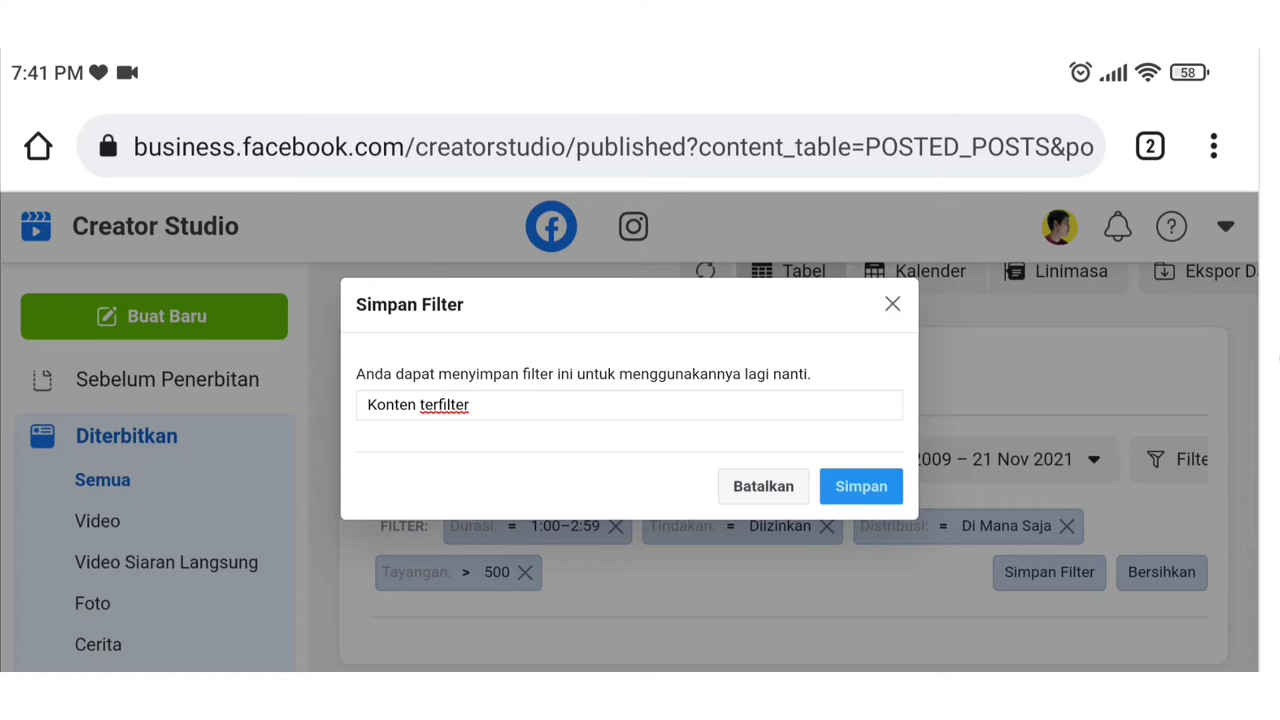 7:41 PM
58
business.facebook.com/creatorstudio/published?content_table=POSTED_POSTS&po
2
Creator Studio
Tabel
Kalender
Linimasa
Ekspor D
Buat Baru
Simpan Filter
Anda dapat menyimpan filter ini untuk menggunakannya lagi nanti.
Sebelum Penerbitan
Konten terfilter
Diterbitkan
2009 – 21 Nov 2021
Filte
Semua
Batalkan
Simpan
Video
FILTER:
Durasi: = 1:00–2:59
Tindakan: = Diizinkan
Distribusi: = Di Mana Saja
Video Siaran Langsung
Tayangan: > 500
Simpan Filter
Bersihkan
Foto
Cerita